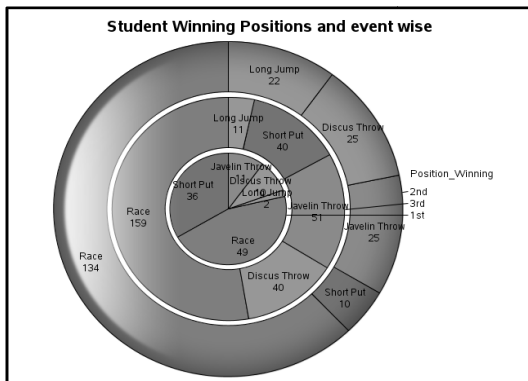 Student Winning Positions and event wise
Long Jump
22
Discus Throw
25
Position_Winning
2nd
3rd
1st
Javelin Throw
25
Short Put
10
Race
134
Long Jump
11
Short Put
40
Javelin Throw
51
Discus Throw
40
Race
159
Javelin Throw
11
Discus Throw
10
Long Jump
2
Race
49
Short Put
36